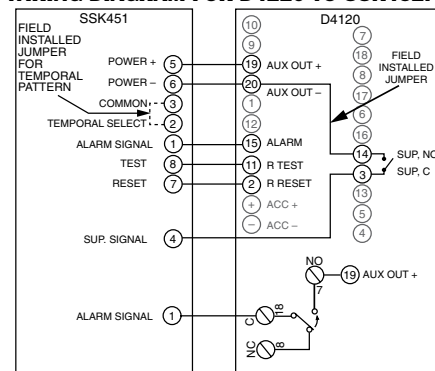 WIRING DIAGRAM FOR D4120 TO
SSK451
D4120
FIELD
INSTALLED
JUMPER
FOR
TEMPORAL
PATTERN
POWER + 5
POWER – 6
COMMON 3
TEMPORAL SELECT 2
ALARM SIGNAL 1
TEST 8
RESET 7
SUP. SIGNAL 4
10
9
19 AUX OUT +
20
AUX OUT –
1
12
15 ALARM
11 R TEST
2 R RESET
+ ACC +
– ACC –
7
18
8
17
6
16
14
3
13
5
4
FIELD
INSTALLED
JUMPER
SUP, NO
SUP, C
NO
19 AUX OUT +
7
ALARM SIGNAL 1
C
18
NC
8